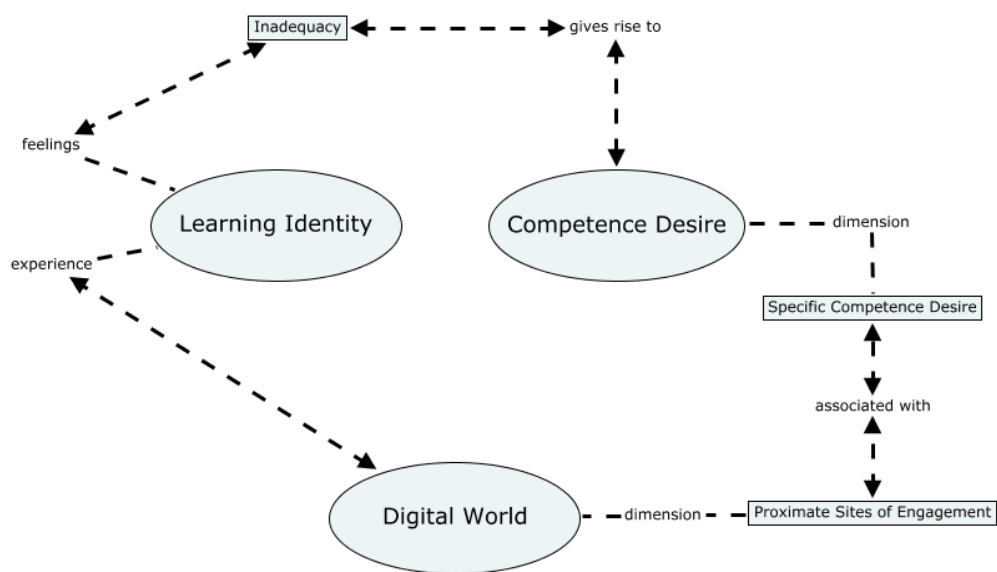 Inadequacy
gives rise to
feelings
Learning Identity
Competence Desire
dimension
experience
Specific Competence Desire
associated with
Digital World
dimension
Proximate Sites of Engagement